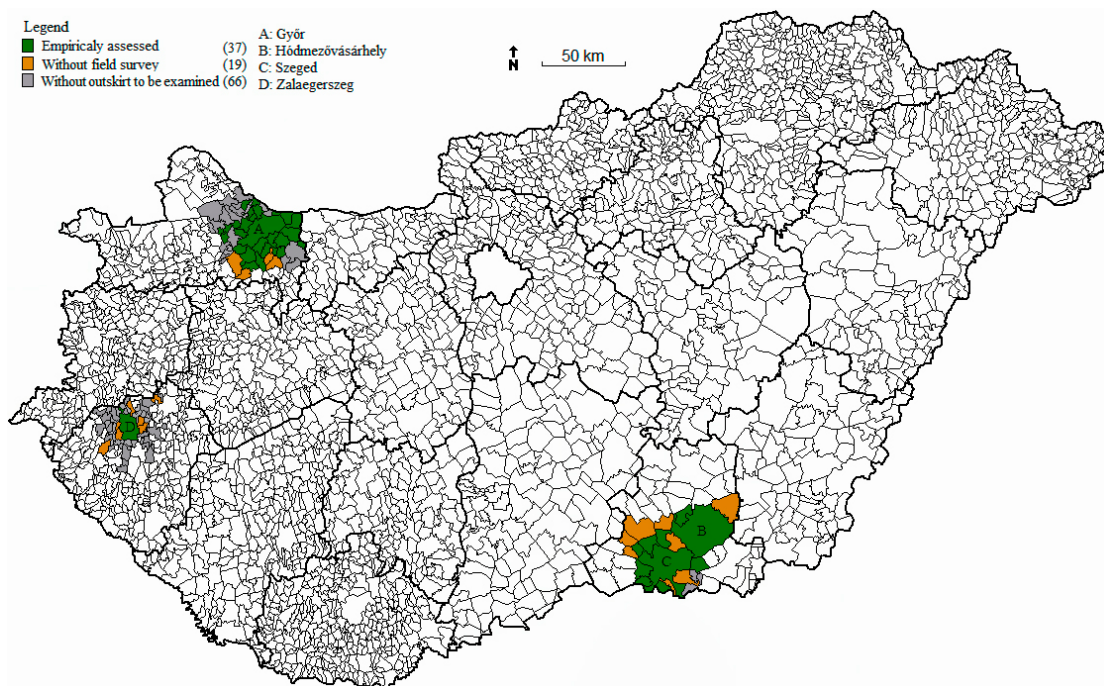 Legend
Empiricaly assessed (37)
Without field survey (19)
Without outskirt to be examined (66)
A: Győr
B: Hódmezővásárhely
C: Szeged
D: Zalaegerszeg
N
50 km
A
D
B
C